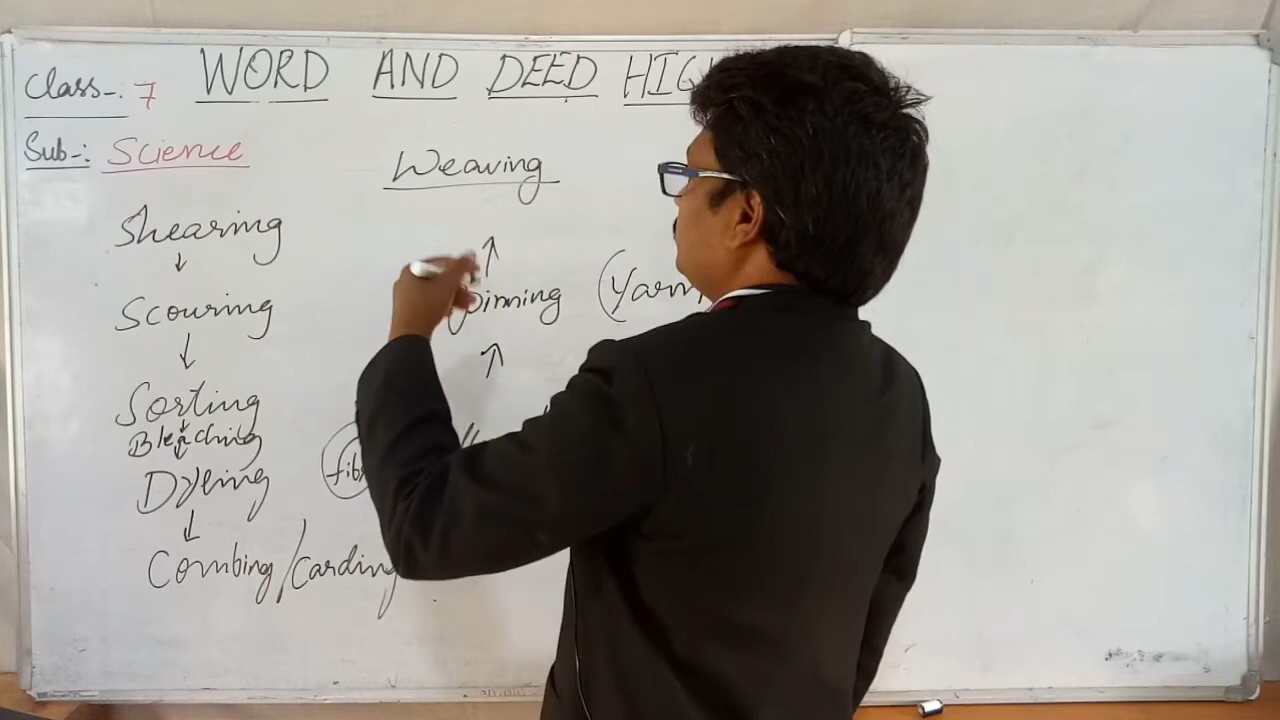 Class-. 7
WORD AND DEED
Sub-: Science
Weaving
Shearing
Scouring
Sorting
Bleaching
Dyeing
Combing/Carding